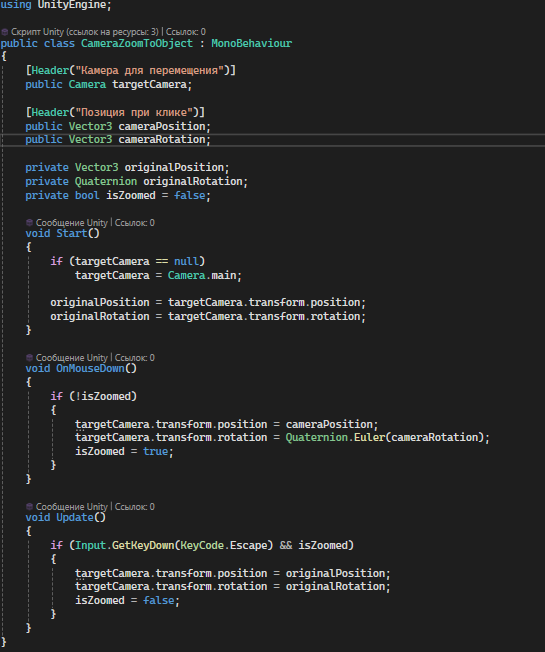 using UnityEngine;
Скрипт Unity (ссылок на ресурсы: 3) | Ссылок: 0
public class CameraZoomToObject : MonoBehaviour
{
[Header("Камера для перемещения")]
public Camera targetCamera;
[Header("Позиция при клике")]
public Vector3 cameraPosition;
public Vector3 cameraRotation;
private Vector3 originalPosition;
private Quaternion originalRotation;
private bool isZoomed = false;
Сообщение Unity | Ссылок: 0
void Start()
{
if (targetCamera == null)
targetCamera = Camera.main;
originalPosition = targetCamera.transform.position;
originalRotation = targetCamera.transform.rotation;
}
Сообщение Unity | Ссылок: 0
void OnMouseDown()
{
if (!isZoomed)
{
targetCamera.transform.position = cameraPosition;
targetCamera.transform.rotation = Quaternion.Euler(cameraRotation);
isZoomed = true;
}
}
Сообщение Unity | Ссылок: 0
void Update()
{
if (Input.GetKeyDown(KeyCode.Escape) && isZoomed)
{
targetCamera.transform.position = originalPosition;
targetCamera.transform.rotation = originalRotation;
isZoomed = false;
}
}
}